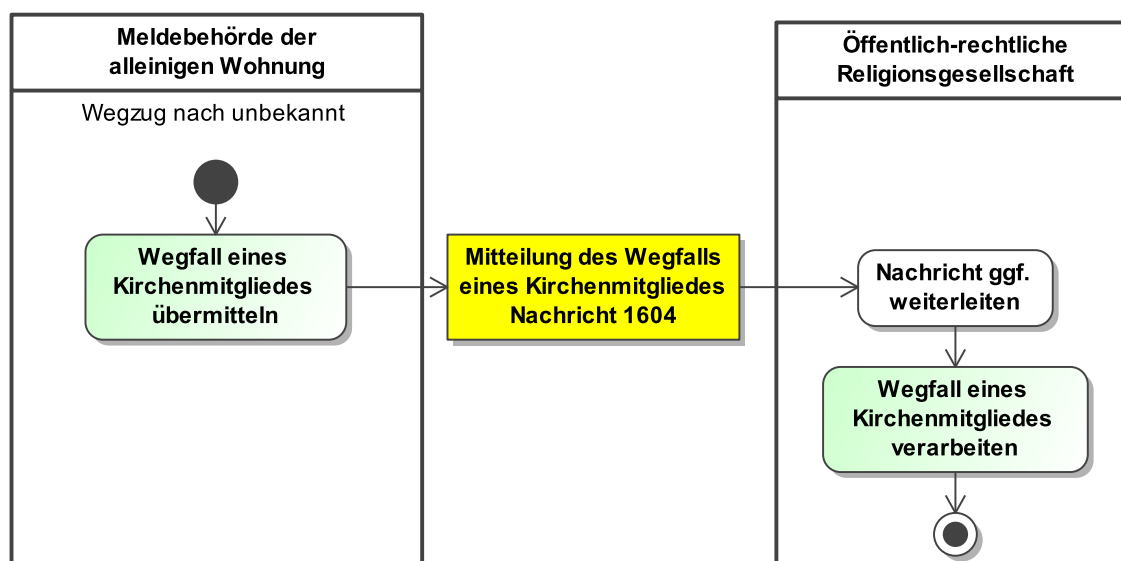 Meldebehörde der
alleinigen Wohnung
Wegzug nach unbekannt
Wegfall eines
Kirchenmitgliedes
übermitteln
Mitteilung des Wegfalls
eines Kirchenmitgliedes
Nachricht 1604
Öffentlich-rechtliche
Religionsgesellschaft
Nachricht ggf.
weiterleiten
Wegfall eines
Kirchenmitgliedes
verarbeiten